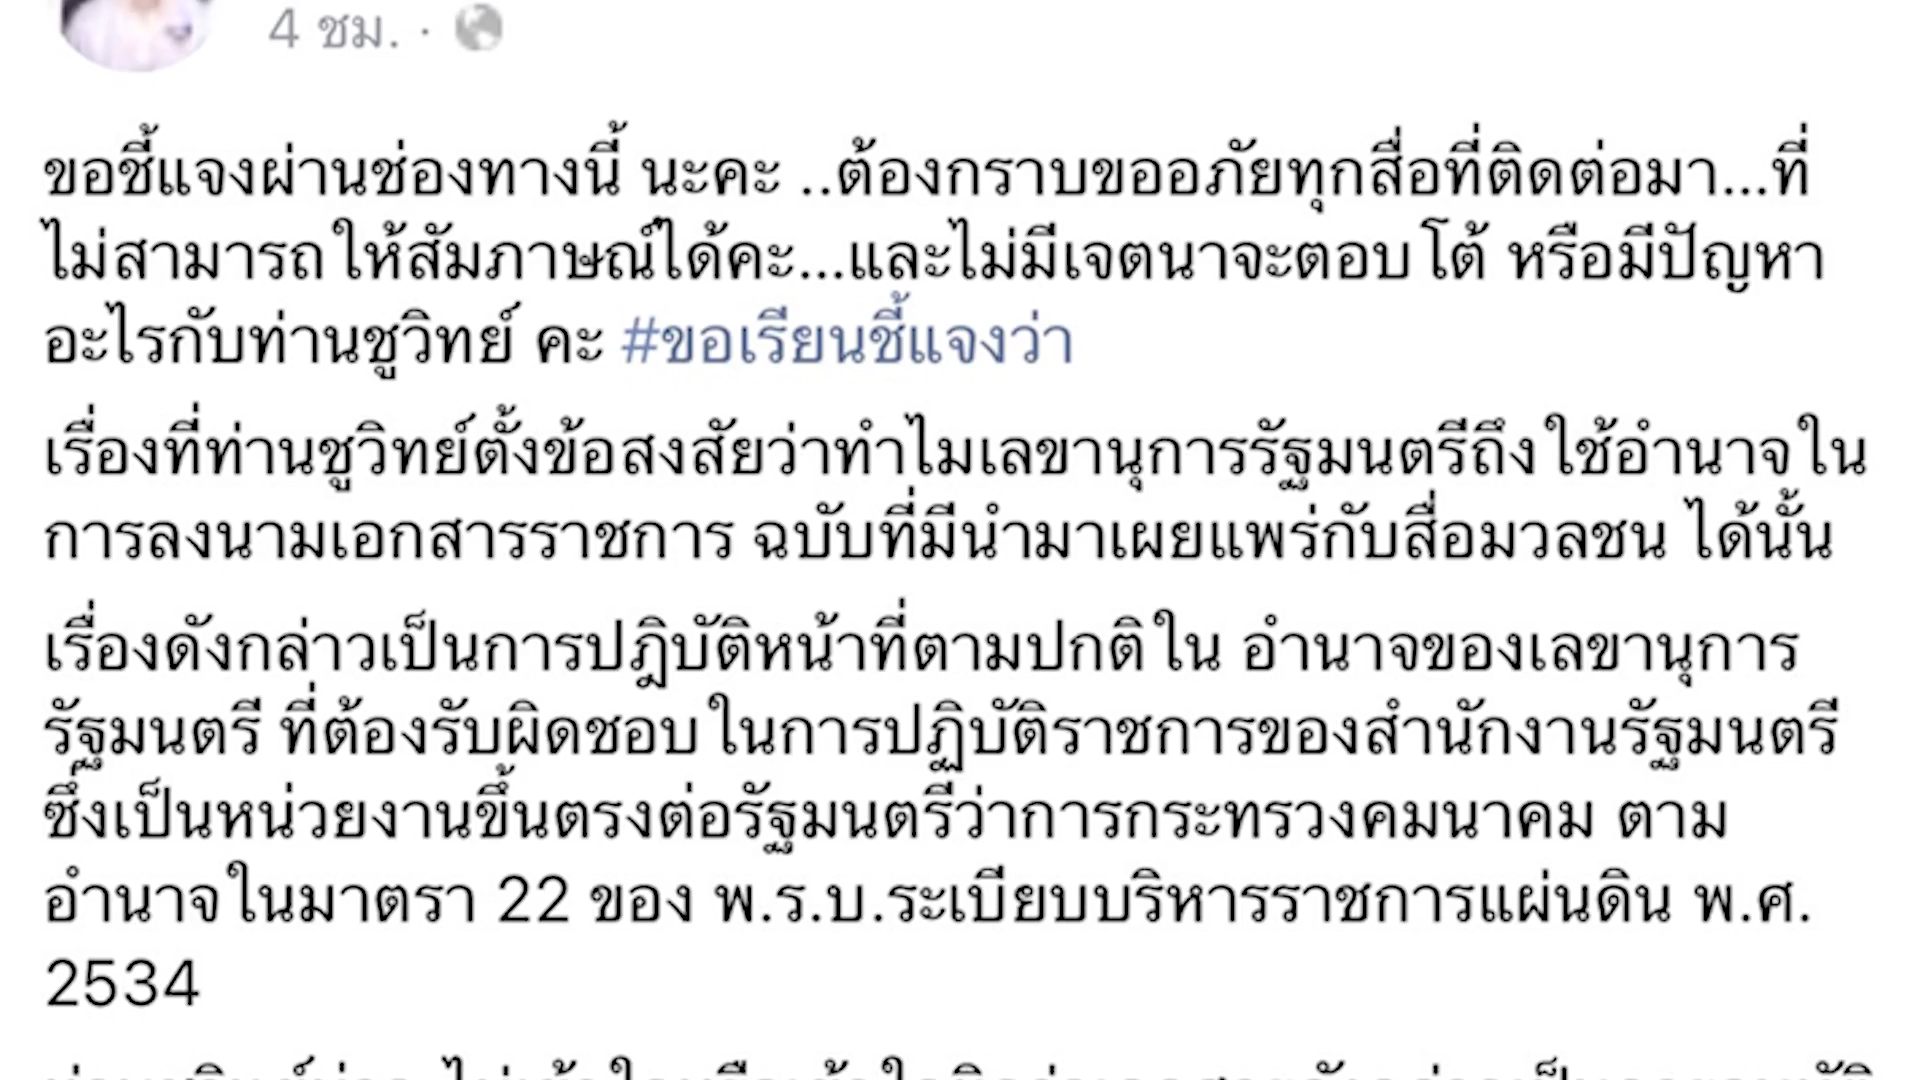 4 ชม. ·
ขอชี้แจงผ่านช่องทางนี้ นะคะ ..ต้องกราบขออภัยทุกสื่อที่ติดต่อมา...ที่
ไม่สามารถให้สัมภาษณ์ได้คะ...และไม่มีเจตนาจะตอบโต้ หรือมีปัญหา
อะไรกับท่านชูวิทย์ คะ #ขอเรียนชี้แจงว่า
เรื่องที่ท่านชูวิทย์ตั้งข้อสงสัยว่าทำไมเลขานุการรัฐมนตรีถึงใช้อำนาจใน
การลงนามเอกสารราชการ ฉบับที่มีนำมาเผยแพร่กับสื่อมวลชน ได้นั้น
เรื่องดังกล่าวเป็นการปฎิบัติหน้าที่ตามปกติใน อำนาจของเลขานุการ
รัฐมนตรี ที่ต้องรับผิดชอบในการปฏิบัติราชการของสำนักงานรัฐมนตรี
ซึ่งเป็นหน่วยงานขึ้นตรงต่อรัฐมนตรีว่าการกระทรวงคมนาคม ตาม
อำนาจในมาตรา 22 ของ พ.ร.บ.ระเบียบบริหารราชการแผ่นดิน พ.ศ.
2534